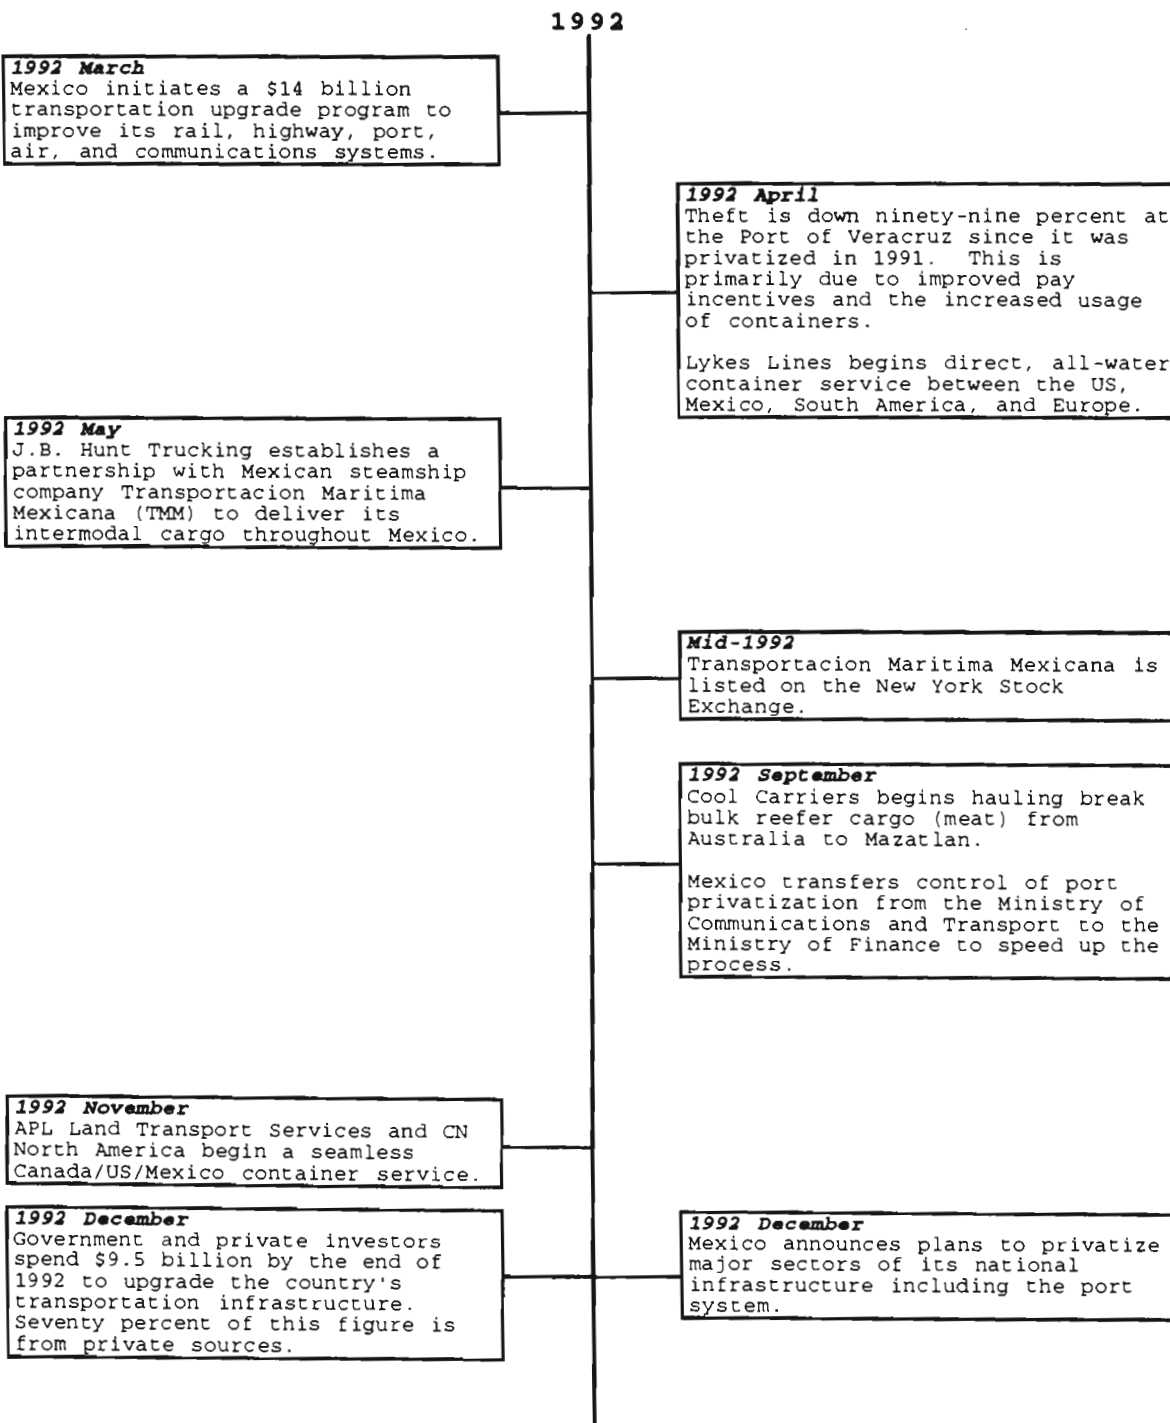 1992
1992 March
Mexico initiates a $14 billion
transportation upgrade program to
improve its rail, highway, port,
air, and communications systems.
1992 April
Theft is down ninety-nine percent at
the Port of Veracruz since it was
privatized in 1991. This is
primarily due to improved pay
incentives and the increased usage
of containers.
Lykes Lines begins direct, all-water
container service between the US,
Mexico, South America, and Europe.
1992 May
J.B. Hunt Trucking establishes a
partnership with Mexican steamship
company Transportacion Maritima
Mexicana (TMM) to deliver its
intermodal cargo throughout Mexico.
Mid-1992
Transportacion Maritima Mexicana is
listed on the New York Stock
Exchange.
1992 September
Cool Carriers begins hauling break
bulk reefer cargo (meat) from
Australia to Mazatlan.
Mexico transfers control of port
privatization from the Ministry of
Communications and Transport to the
Ministry of Finance to speed up the
process.
1992 November
APL Land Transport Services and CN
North America begin a seamless
Canada/US/Mexico container service.
1992 December
Government and private investors
spend $9.5 billion by the end of
1992 to upgrade the country's
transportation infrastructure.
Seventy percent of this figure is
from private sources.
1992 December
Mexico announces plans to privatize
major sectors of its national
infrastructure including the port
system.